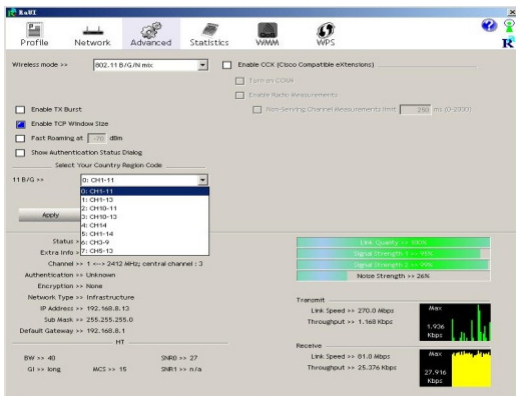 RaUI
Profile Network Advanced Statistics WMM WPS
Wireless mode >> 802.11 B/G/N mix
Enable CCX (Cisco Compatible eXtensions)
Turn on CCKM
Enable Radio Measurements
Non-Serving Channel Measurements limit 250 ms (0-2000)
Enable TX Burst
Enable TCP Window Size
Fast Roaming at -70 dBm
Show Authentication Status Dialog
Select Your Country Region Code
11 B/G >> 0: CH1-11
0: CH1-11
1: CH1-13
2: CH10-11
3: CH10-13
4: CH14
5: CH1-14
6: CH3-9
7: CH5-13
Apply
Status >
Extra Info >
Channel >> 1 <--> 2412 MHz; central channel : 3
Authentication >> Unknown
Encryption >> None
Network Type >> Infrastructure
IP Address >> 192.168.8.13
Sub Mask >> 255.255.255.0
Default Gateway >> 192.168.8.1
HT
BW >> 40 SNR0 >> 27
GI >> long MCS >> 15 SNR1 >> n/a
Link Quality >> 100%
Signal Strength 1 >>
Signal Strength 2 >> 99%
Noise Strength >> 26%
Transmit
Link Speed >> 270.0 Mbps
Throughput >> 1.168 Kbps
Max
1.936
Kbps
Receive
Link Speed >> 81.0 Mbps
Throughput >> 25.376 Kbps
Max
27.916
Kbps